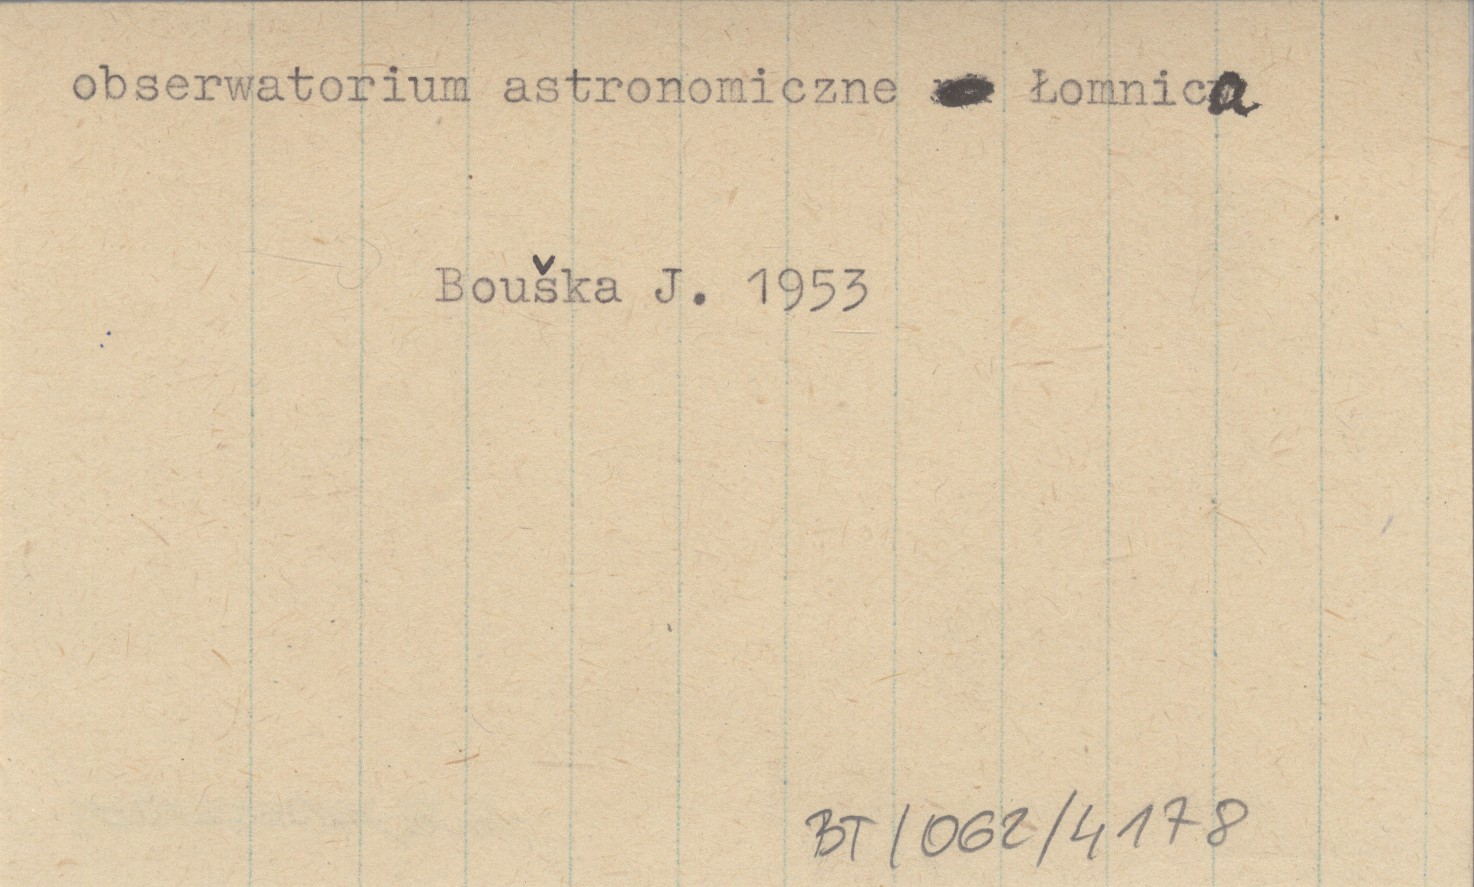 obserwatorium astronomiczne Łomnica
Bouška J. 1953
BT/062/4178